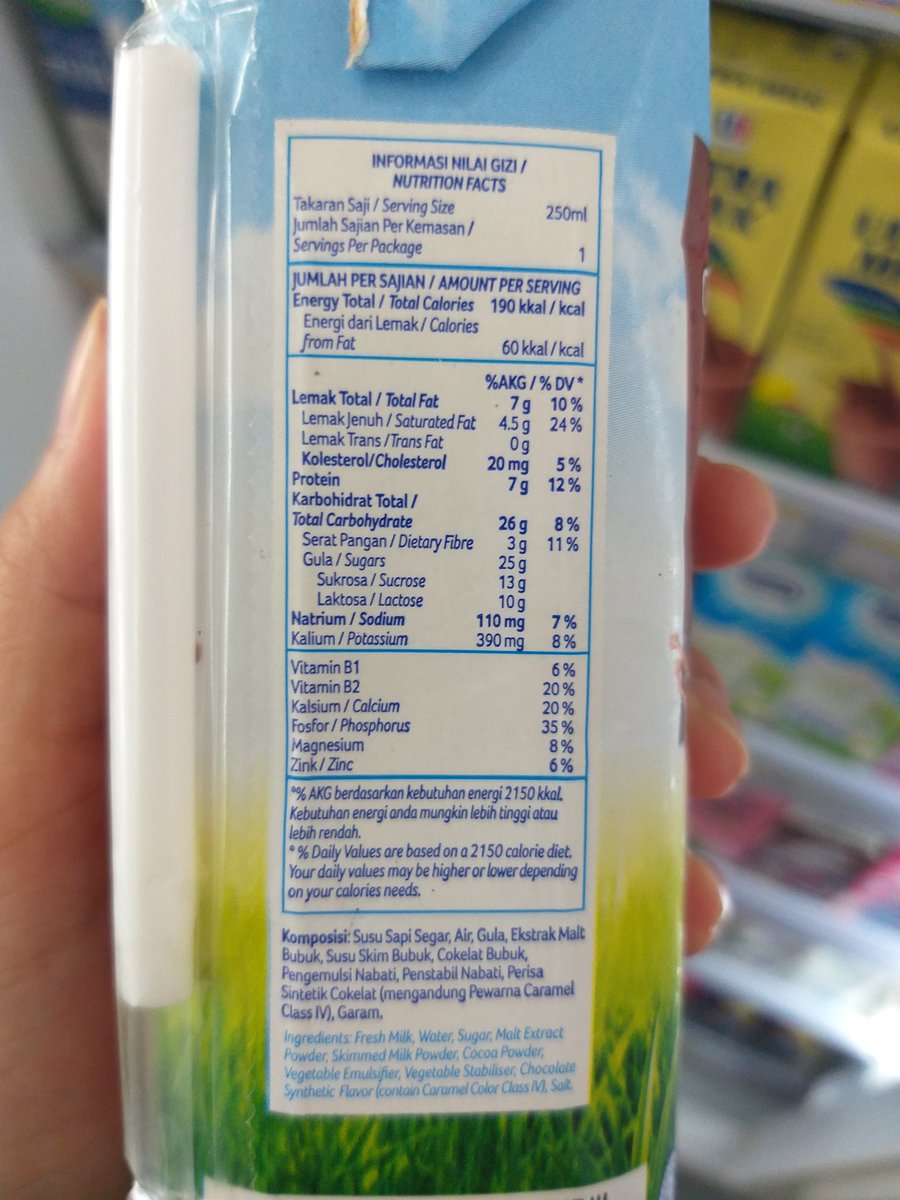 INFORMASI NILAI GIZI /
NUTRITION FACTS
Takaran Saji / Serving Size 250ml
Jumlah Sajian Per Kemasan /
Servings Per Package 1
JUMLAH PER SAJIAN / AMOUNT PER SERVING
Energy Total / Total Calories 190 kkal / kcal
Energi dari Lemak / Calories
from Fat 60 kkal / kcal
%AKG / % DV *
Lemak Total / Total Fat 7 g 10 %
Lemak Jenuh / Saturated Fat 4.5 g 24 %
Lemak Trans /Trans Fat 0 g
Kolesterol/Cholesterol 20 mg 5 %
Protein 7 g 12 %
Karbohidrat Total /
Total Carbohydrate 26 g 8 %
Serat Pangan / Dietary Fibre 3 g 11 %
Gula / Sugars 25 g
Sukrosa / Sucrose 13 g
Laktosa / Lactose 10 g
Natrium / Sodium 110 mg 7 %
Kalium / Potassium 390 mg 8 %
Vitamin B1 6 %
Vitamin B2 20 %
Kalsium / Calcium 20 %
Fosfor / Phosphorus 35 %
Magnesium 8 %
Zink / Zinc 6 %
*% AKG berdasarkan kebutuhan energi 2150 kkal.
Kebutuhan energi anda mungkin lebih tinggi atau
lebih rendah.
* % Daily Values are based on a 2150 calorie diet.
Your daily values may be higher or lower depending
on your calories needs.
Komposisi: Susu Sapi Segar, Air, Gula, Ekstrak Malt
Bubuk, Susu Skim Bubuk, Cokelat Bubuk,
Pengemulsi Nabati, Penstabil Nabati, Perisa
Sintetik Cokelat (mengandung Pewarna Caramel
Class IV), Garam.
Ingredients: Fresh Milk, Water, Sugar, Malt Extract
Powder, Skimmed Milk Powder, Cocoa Powder,
Vegetable Emulsifier, Vegetable Stabiliser, Chocolate
Synthetic Flavor (contain Caramel Color Class IV), Salt.